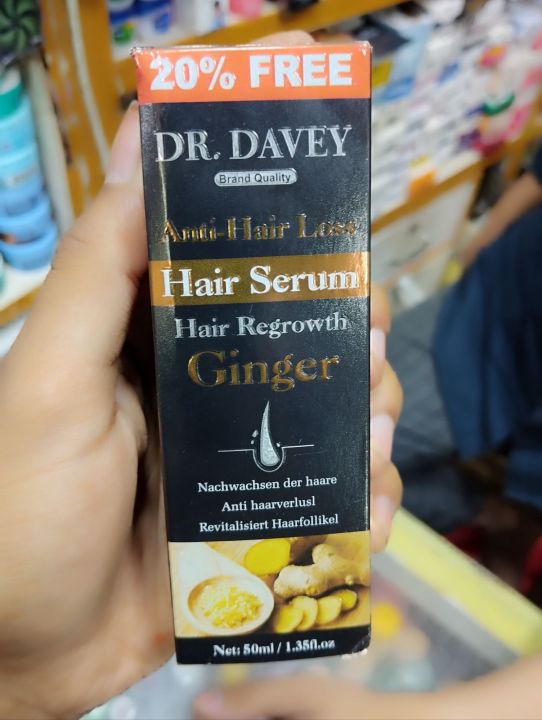 20% FREE
DR. DAVEY
Brand Quality
Anti-Hair Loss
Hair Serum
Hair Regrowth
Ginger
Nachwachsen der haare
Anti haarverlusl
Revitalisiert Haarfollikel
Net: 50ml / 1.35fl.oz